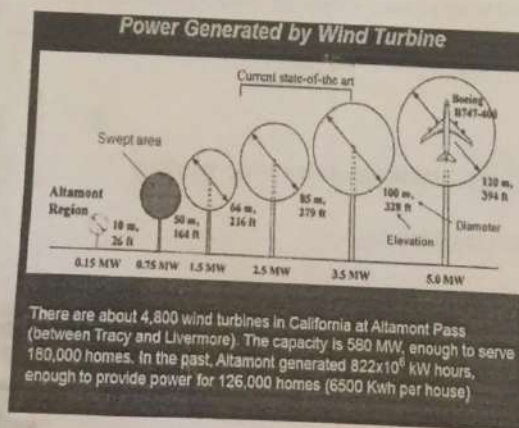 Power Generated by Wind Turbine
Current state-of-the art
Boeing
B747-400
Swept area
Altamont
Region
10 m,
26 ft
50 m,
164 ft
66 m,
216 ft
85 m,
279 ft
100 m,
328 ft
120 m,
394 ft
Diameter
Elevation
0.15 MW
0.75 MW
1.5 MW
2.5 MW
3.5 MW
5.0 MW
There are about 4,800 wind turbines in California at Altamont Pass
(between Tracy and Livermore). The capacity is 580 MW, enough to serve
180,000 homes. In the past, Altamont generated 822x10⁶ kW hours,
enough to provide power for 126,000 homes (6500 Kwh per house)